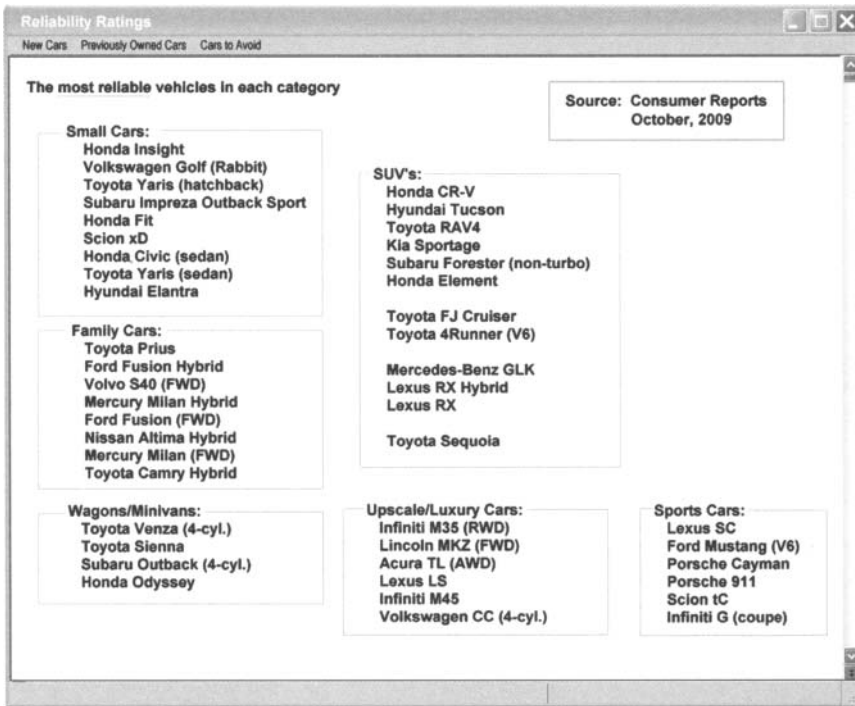 Reliability Ratings
New Cars Previously Owned Cars Cars to Avoid
The most reliable vehicles in each category
Source: Consumer Reports
October, 2009
Small Cars:
Honda Insight
Volkswagen Golf (Rabbit)
Toyota Yaris (hatchback)
Subaru Impreza Outback Sport
Honda Fit
Scion xD
Honda Civic (sedan)
Toyota Yaris (sedan)
Hyundai Elantra
SUV's:
Honda CR-V
Hyundai Tucson
Toyota RAV4
Kia Sportage
Subaru Forester (non-turbo)
Honda Element
Toyota FJ Cruiser
Toyota 4Runner (V6)
Mercedes-Benz GLK
Lexus RX Hybrid
Lexus RX
Toyota Sequoia
Family Cars:
Toyota Prius
Ford Fusion Hybrid
Volvo S40 (FWD)
Mercury Milan Hybrid
Ford Fusion (FWD)
Nissan Altima Hybrid
Mercury Milan (FWD)
Toyota Camry Hybrid
Wagons/Minivans:
Toyota Venza (4-cyl.)
Toyota Sienna
Subaru Outback (4-cyl.)
Honda Odyssey
Upscale/Luxury Cars:
Infiniti M35 (RWD)
Lincoln MKZ (FWD)
Acura TL (AWD)
Lexus LS
Infiniti M45
Volkswagen CC (4-cyl.)
Sports Cars:
Lexus SC
Ford Mustang (V6)
Porsche Cayman
Porsche 911
Scion tC
Infiniti G (coupe)